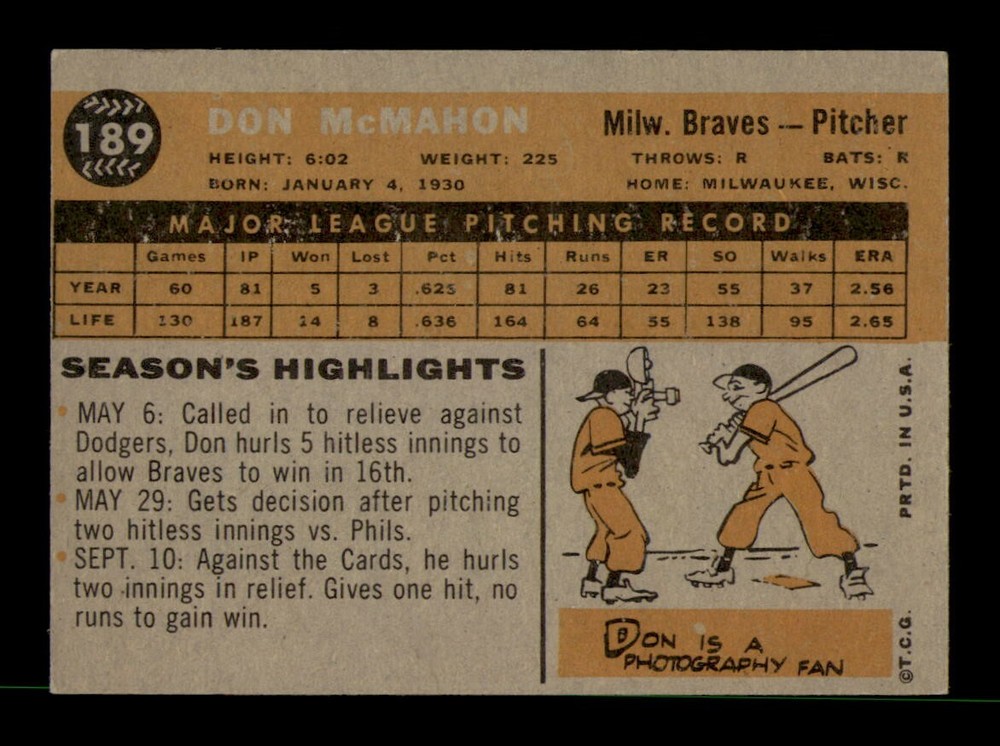 189
DON McMAHON
Milw. Braves — Pitcher
HEIGHT: 6:02 WEIGHT: 225 THROWS: R BATS: R
BORN: JANUARY 4, 1930 HOME: MILWAUKEE, WISC.
MAJOR LEAGUE PITCHING RECORD
Games IP Won Lost Pct Hits Runs ER SO Walks ERA
YEAR 60 81 5 3 .625 81 26 23 55 37 2.56
LIFE 130 187 14 8 .636 164 64 55 138 95 2.65
SEASON'S HIGHLIGHTS
MAY 6: Called in to relieve against
Dodgers, Don hurls 5 hitless innings to
allow Braves to win in 16th.
MAY 29: Gets decision after pitching
two hitless innings vs. Phils.
SEPT. 10: Against the Cards, he hurls
two innings in relief. Gives one hit, no
runs to gain win.
DON IS A
PHOTOGRAPHY FAN
©T.C.G. PRTD. IN U.S.A.